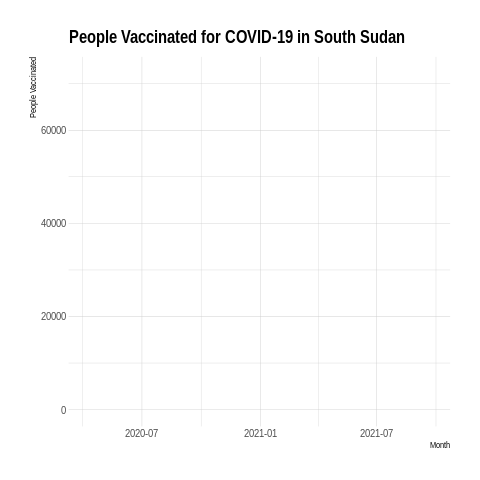 People Vaccinated for COVID-19 in South Sudan
People Vaccinated
60000
40000
20000
0
2020-07
2021-01
2021-07
Month